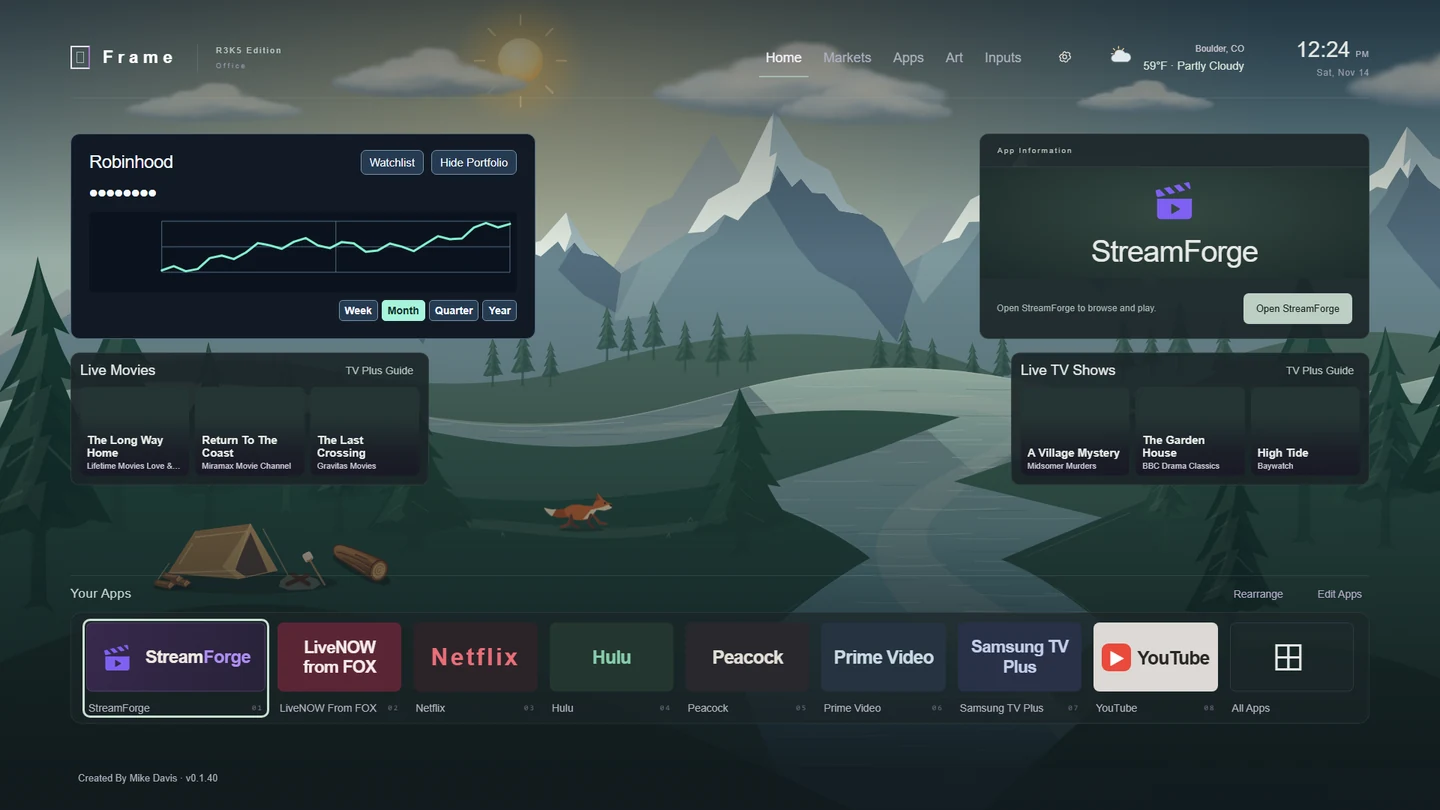 Frame
R3K5 Edition
Office
Home
Markets
Apps
Art
Inputs
Boulder, CO
59°F · Partly Cloudy
12:24 PM
Sat, Nov 14
Robinhood
Watchlist
Hide Portfolio
Week
Month
Quarter
Year
App Information
StreamForge
Open StreamForge to browse and play.
Open StreamForge
Live Movies
TV Plus Guide
The Long Way
Home
Lifetime Movies Love &...
Return To The
Coast
Miramax Movie Channel
The Last
Crossing
Gravitas Movies
Live TV Shows
TV Plus Guide
A Village Mystery
Midsomer Murders
The Garden
House
BBC Drama Classics
High Tide
Baywatch
Your Apps
Rearrange
Edit Apps
StreamForge
LiveNOW
from FOX
Netflix
Hulu
Peacock
Prime Video
Samsung TV
Plus
YouTube
StreamForge 01
LiveNOW From FOX 02
Netflix 03
Hulu 04
Peacock 05
Prime Video 06
Samsung TV Plus 07
YouTube 08
All Apps
Created By Mike Davis · v0.1.40